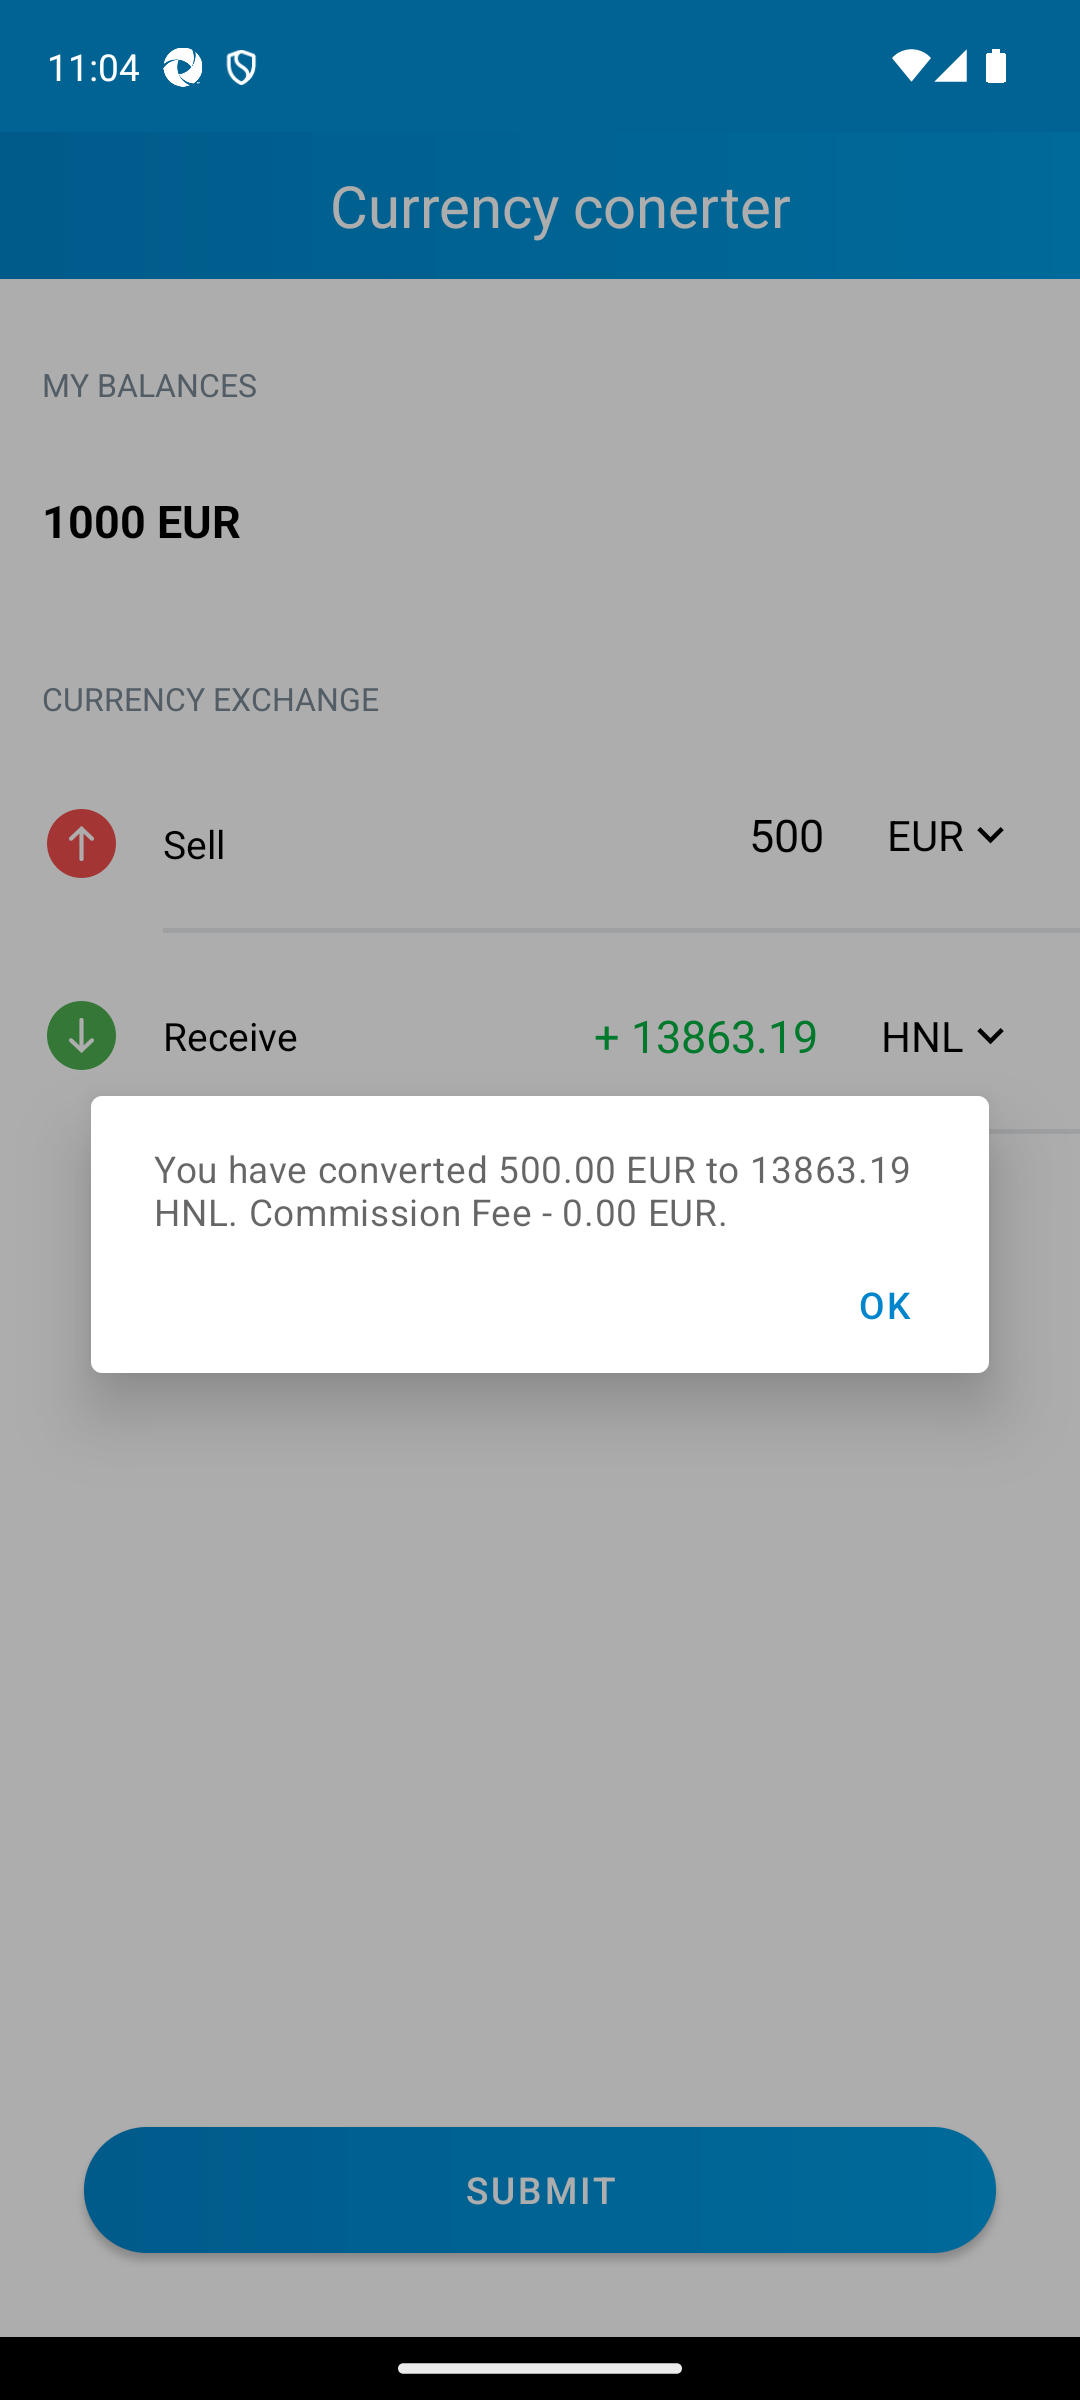 11:04
Currency conerter
MY BALANCES
1000 EUR
CURRENCY EXCHANGE
Sell 500 EUR
Receive + 13863.19 HNL
You have converted 500.00 EUR to 13863.19
HNL. Commission Fee - 0.00 EUR.
OK
SUBMIT